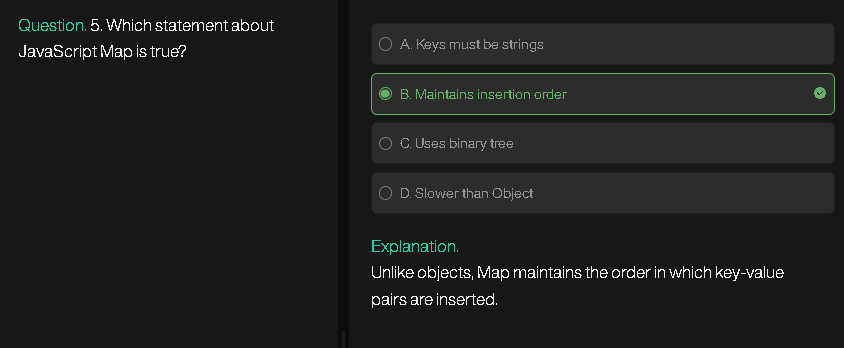 Question. 5. Which statement about
JavaScript Map is true?
A. Keys must be strings
B. Maintains insertion order
C. Uses binary tree
D. Slower than Object
Explanation.
Unlike objects, Map maintains the order in which key-value
pairs are inserted.